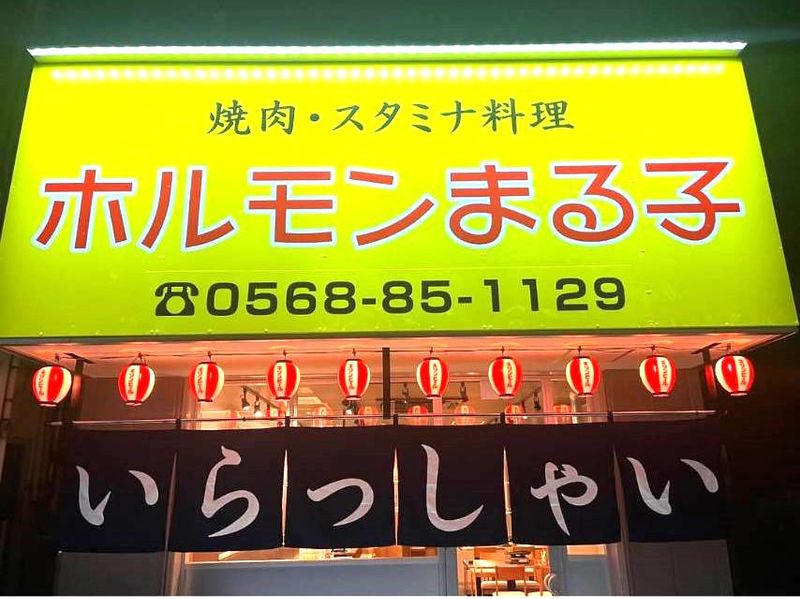 焼肉・スタミナ料理
ホルモンまる子
☎0568-85-1129
いらっしゃい